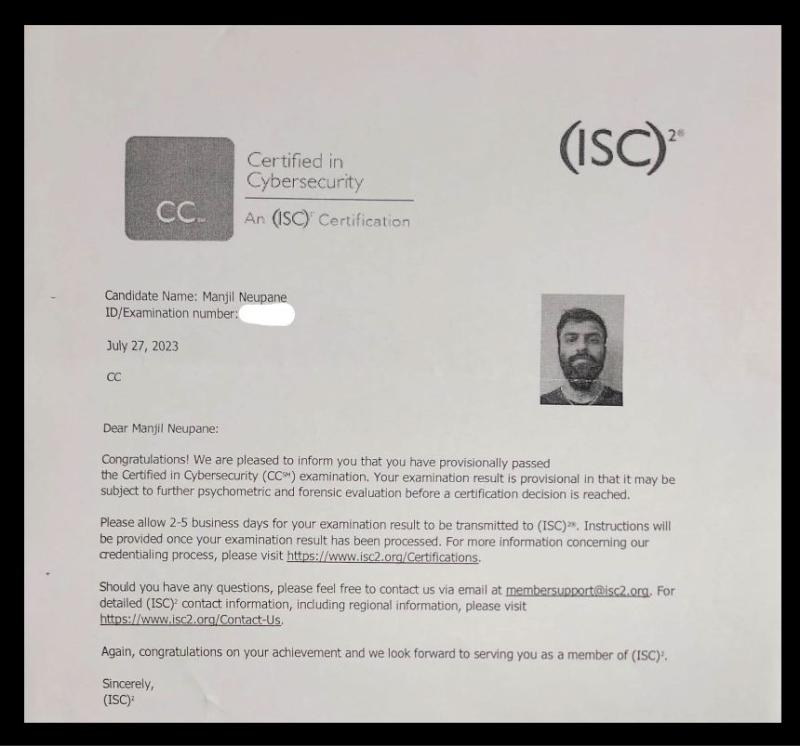 (ISC)²®
Certified in
Cybersecurity
CC
An (ISC)² Certification
Candidate Name: Manjil Neupane
ID/Examination number:
July 27, 2023
CC
Dear Manjil Neupane:
Congratulations! We are pleased to inform you that you have provisionally passed
the Certified in Cybersecurity (CC℠) examination. Your examination result is provisional in that it may be
subject to further psychometric and forensic evaluation before a certification decision is reached.
Please allow 2-5 business days for your examination result to be transmitted to (ISC)²®. Instructions will
be provided once your examination result has been processed. For more information concerning our
credentialing process, please visit https://www.isc2.org/Certifications.
Should you have any questions, please feel free to contact us via email at membersupport@isc2.org. For
detailed (ISC)² contact information, including regional information, please visit
https://www.isc2.org/Contact-Us.
Again, congratulations on your achievement and we look forward to serving you as a member of (ISC)².
Sincerely,
(ISC)²